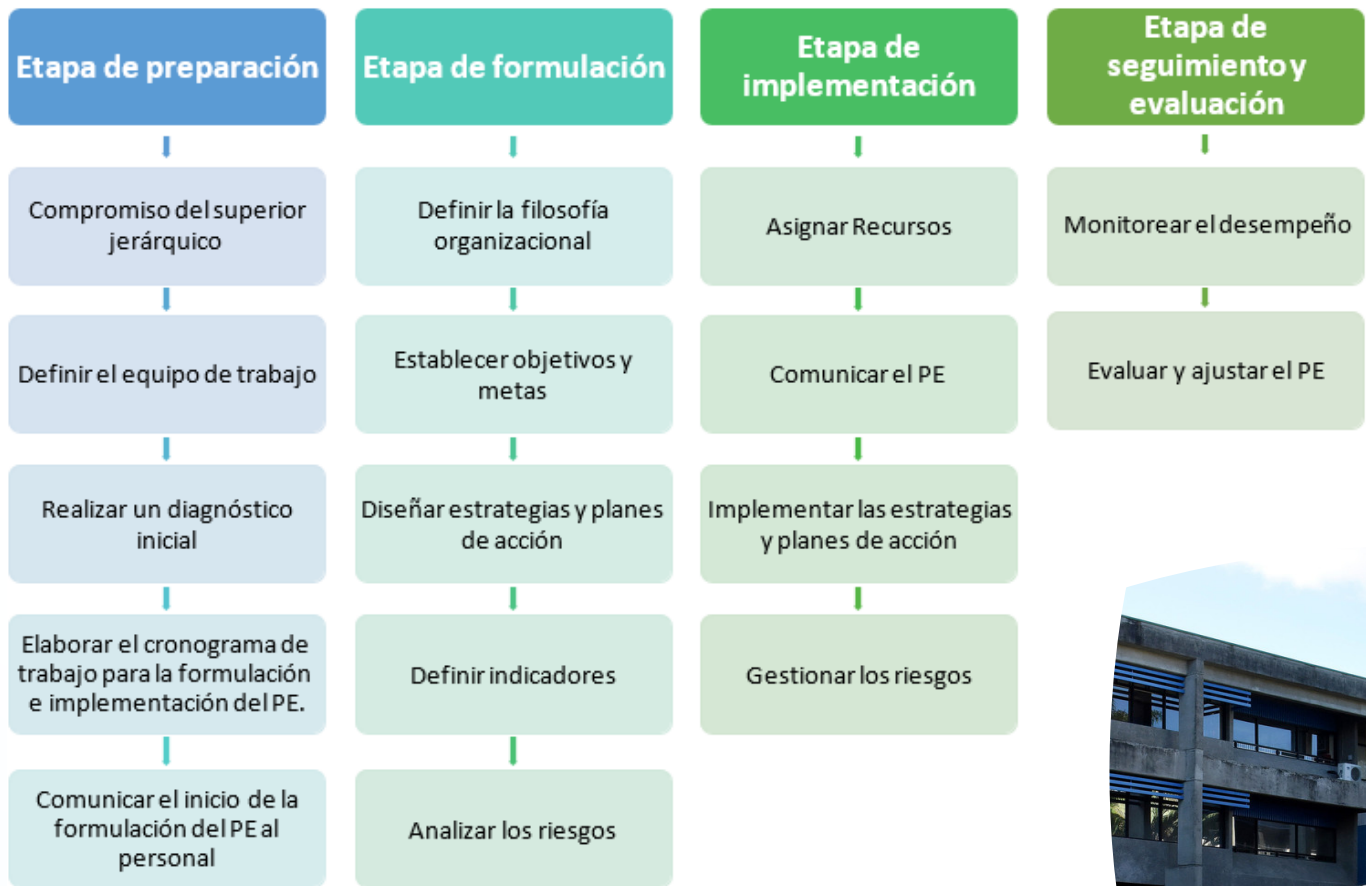 Etapa de preparación
Compromiso del superior
jerárquico
Definir el equipo de trabajo
Realizar un diagnóstico
inicial
Elaborar el cronograma de
trabajo para la formulación
e implementación del PE.
Comunicar el inicio de la
formulación del PE al
personal
Etapa de formulación
Definir la filosofía
organizacional
Establecer objetivos y
metas
Diseñar estrategias y planes
de acción
Definir indicadores
Analizar los riesgos
Etapa de
implementación
Asignar Recursos
Comunicar el PE
Implementar las estrategias
y planes de acción
Gestionar los riesgos
Etapa de
seguimiento y
evaluación
Monitorear el desempeño
Evaluar y ajustar el PE